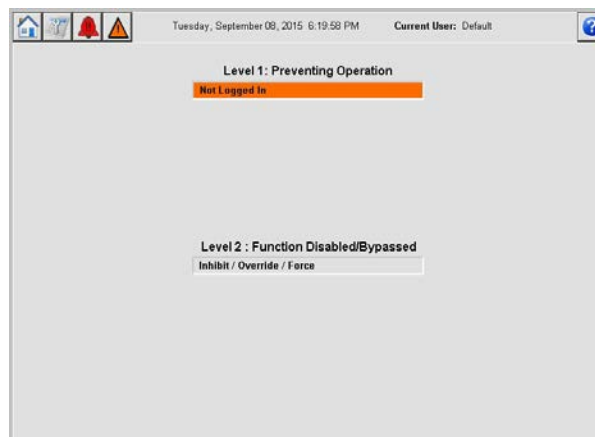 Tuesday, September 08, 2015 6:19:58 PM Current User: Default ?
Level 1: Preventing Operation
Not Logged In
Level 2 : Function Disabled/Bypassed
Inhibit / Override / Force